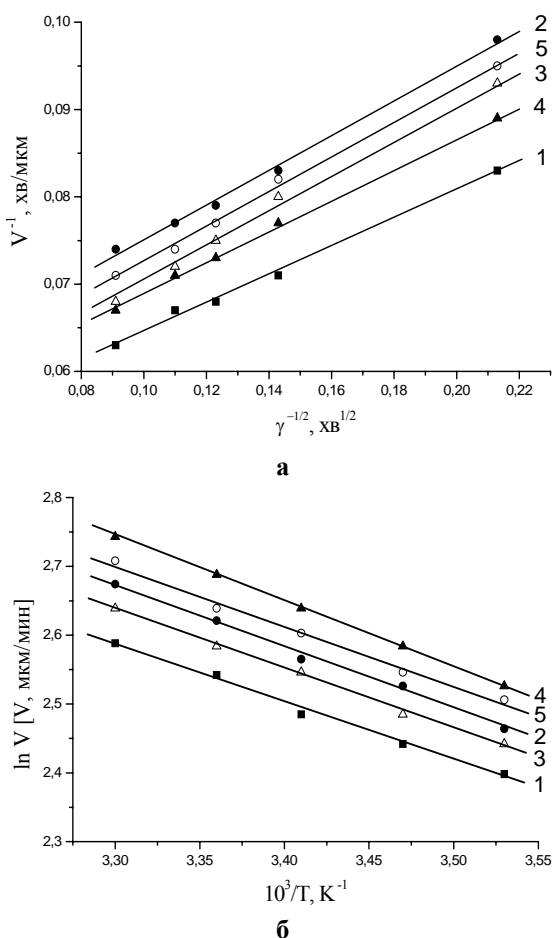 0,10
2
5
3
0,09
4
V⁻¹, хв/мкм
1
0,08
0,07
0,06
0,08 0,10 0,12 0,14 0,16 0,18 0,20 0,22
γ⁻¹/², хв¹/²
а
2,8
2,7
ln V [V, мкм/мин]
2,6
4
5
2,5
2
3
2,4
1
2,3
3,30 3,35 3,40 3,45 3,50 3,55
10³/T, K⁻¹
б